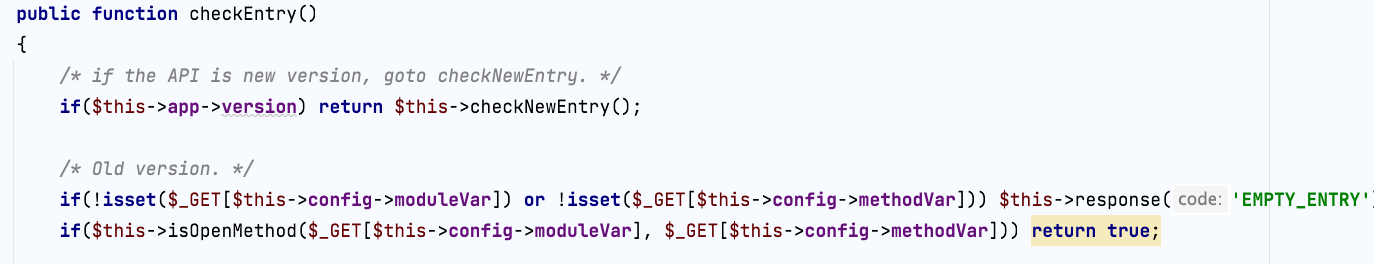 public function checkEntry()
{
/* if the API is new version, goto checkNewEntry. */
if($this->app->version) return $this->checkNewEntry();
/* Old version. */
if(!isset($_GET[$this->config->moduleVar]) or !isset($_GET[$this->config->methodVar])) $this->response( code: 'EMPTY_ENTRY')
if($this->isOpenMethod($_GET[$this->config->moduleVar], $_GET[$this->config->methodVar])) return true;